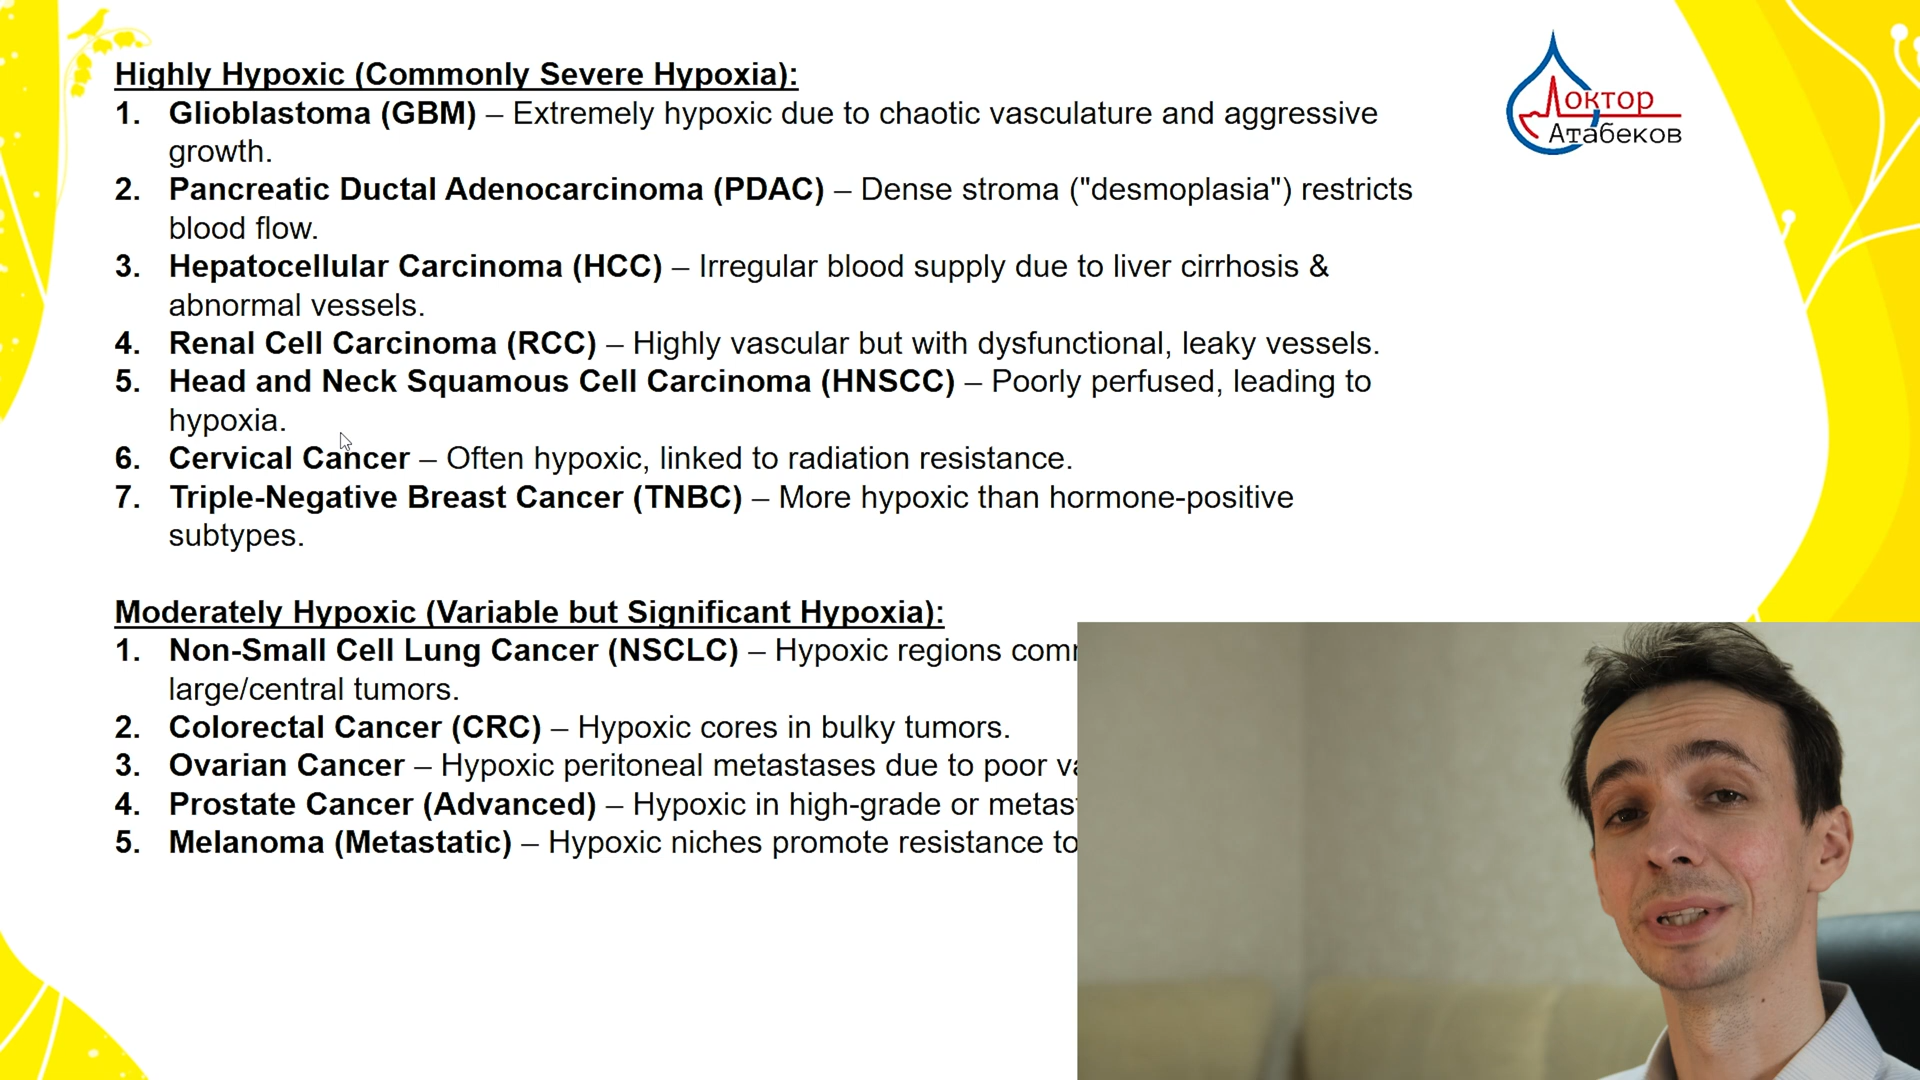 Highly Hypoxic (Commonly Severe Hypoxia):
1. Glioblastoma (GBM) – Extremely hypoxic due to chaotic vasculature and aggressive
growth.
2. Pancreatic Ductal Adenocarcinoma (PDAC) – Dense stroma ("desmoplasia") restricts
blood flow.
3. Hepatocellular Carcinoma (HCC) – Irregular blood supply due to liver cirrhosis &
abnormal vessels.
4. Renal Cell Carcinoma (RCC) – Highly vascular but with dysfunctional, leaky vessels.
5. Head and Neck Squamous Cell Carcinoma (HNSCC) – Poorly perfused, leading to
hypoxia.
6. Cervical Cancer – Often hypoxic, linked to radiation resistance.
7. Triple-Negative Breast Cancer (TNBC) – More hypoxic than hormone-positive
subtypes.
Moderately Hypoxic (Variable but Significant Hypoxia):
1. Non-Small Cell Lung Cancer (NSCLC) – Hypoxic regions
large/central tumors.
2. Colorectal Cancer (CRC) – Hypoxic cores in bulky tumors.
3. Ovarian Cancer – Hypoxic peritoneal metastases due to poor
4. Prostate Cancer (Advanced) – Hypoxic in high-grade or
5. Melanoma (Metastatic) – Hypoxic niches promote resistance to
Доктор
Атабеков